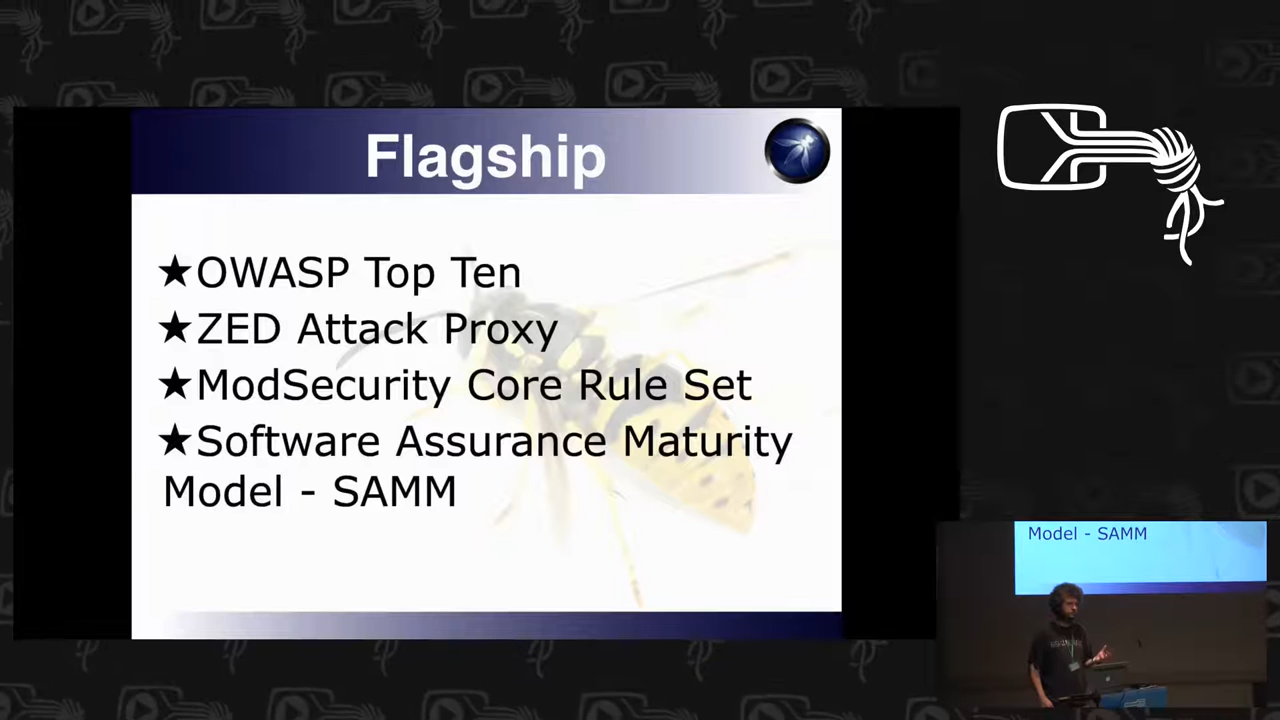 Flagship
★OWASP Top Ten
★ZED Attack Proxy
★ModSecurity Core Rule Set
★Software Assurance Maturity
Model - SAMM
Model - SAMM